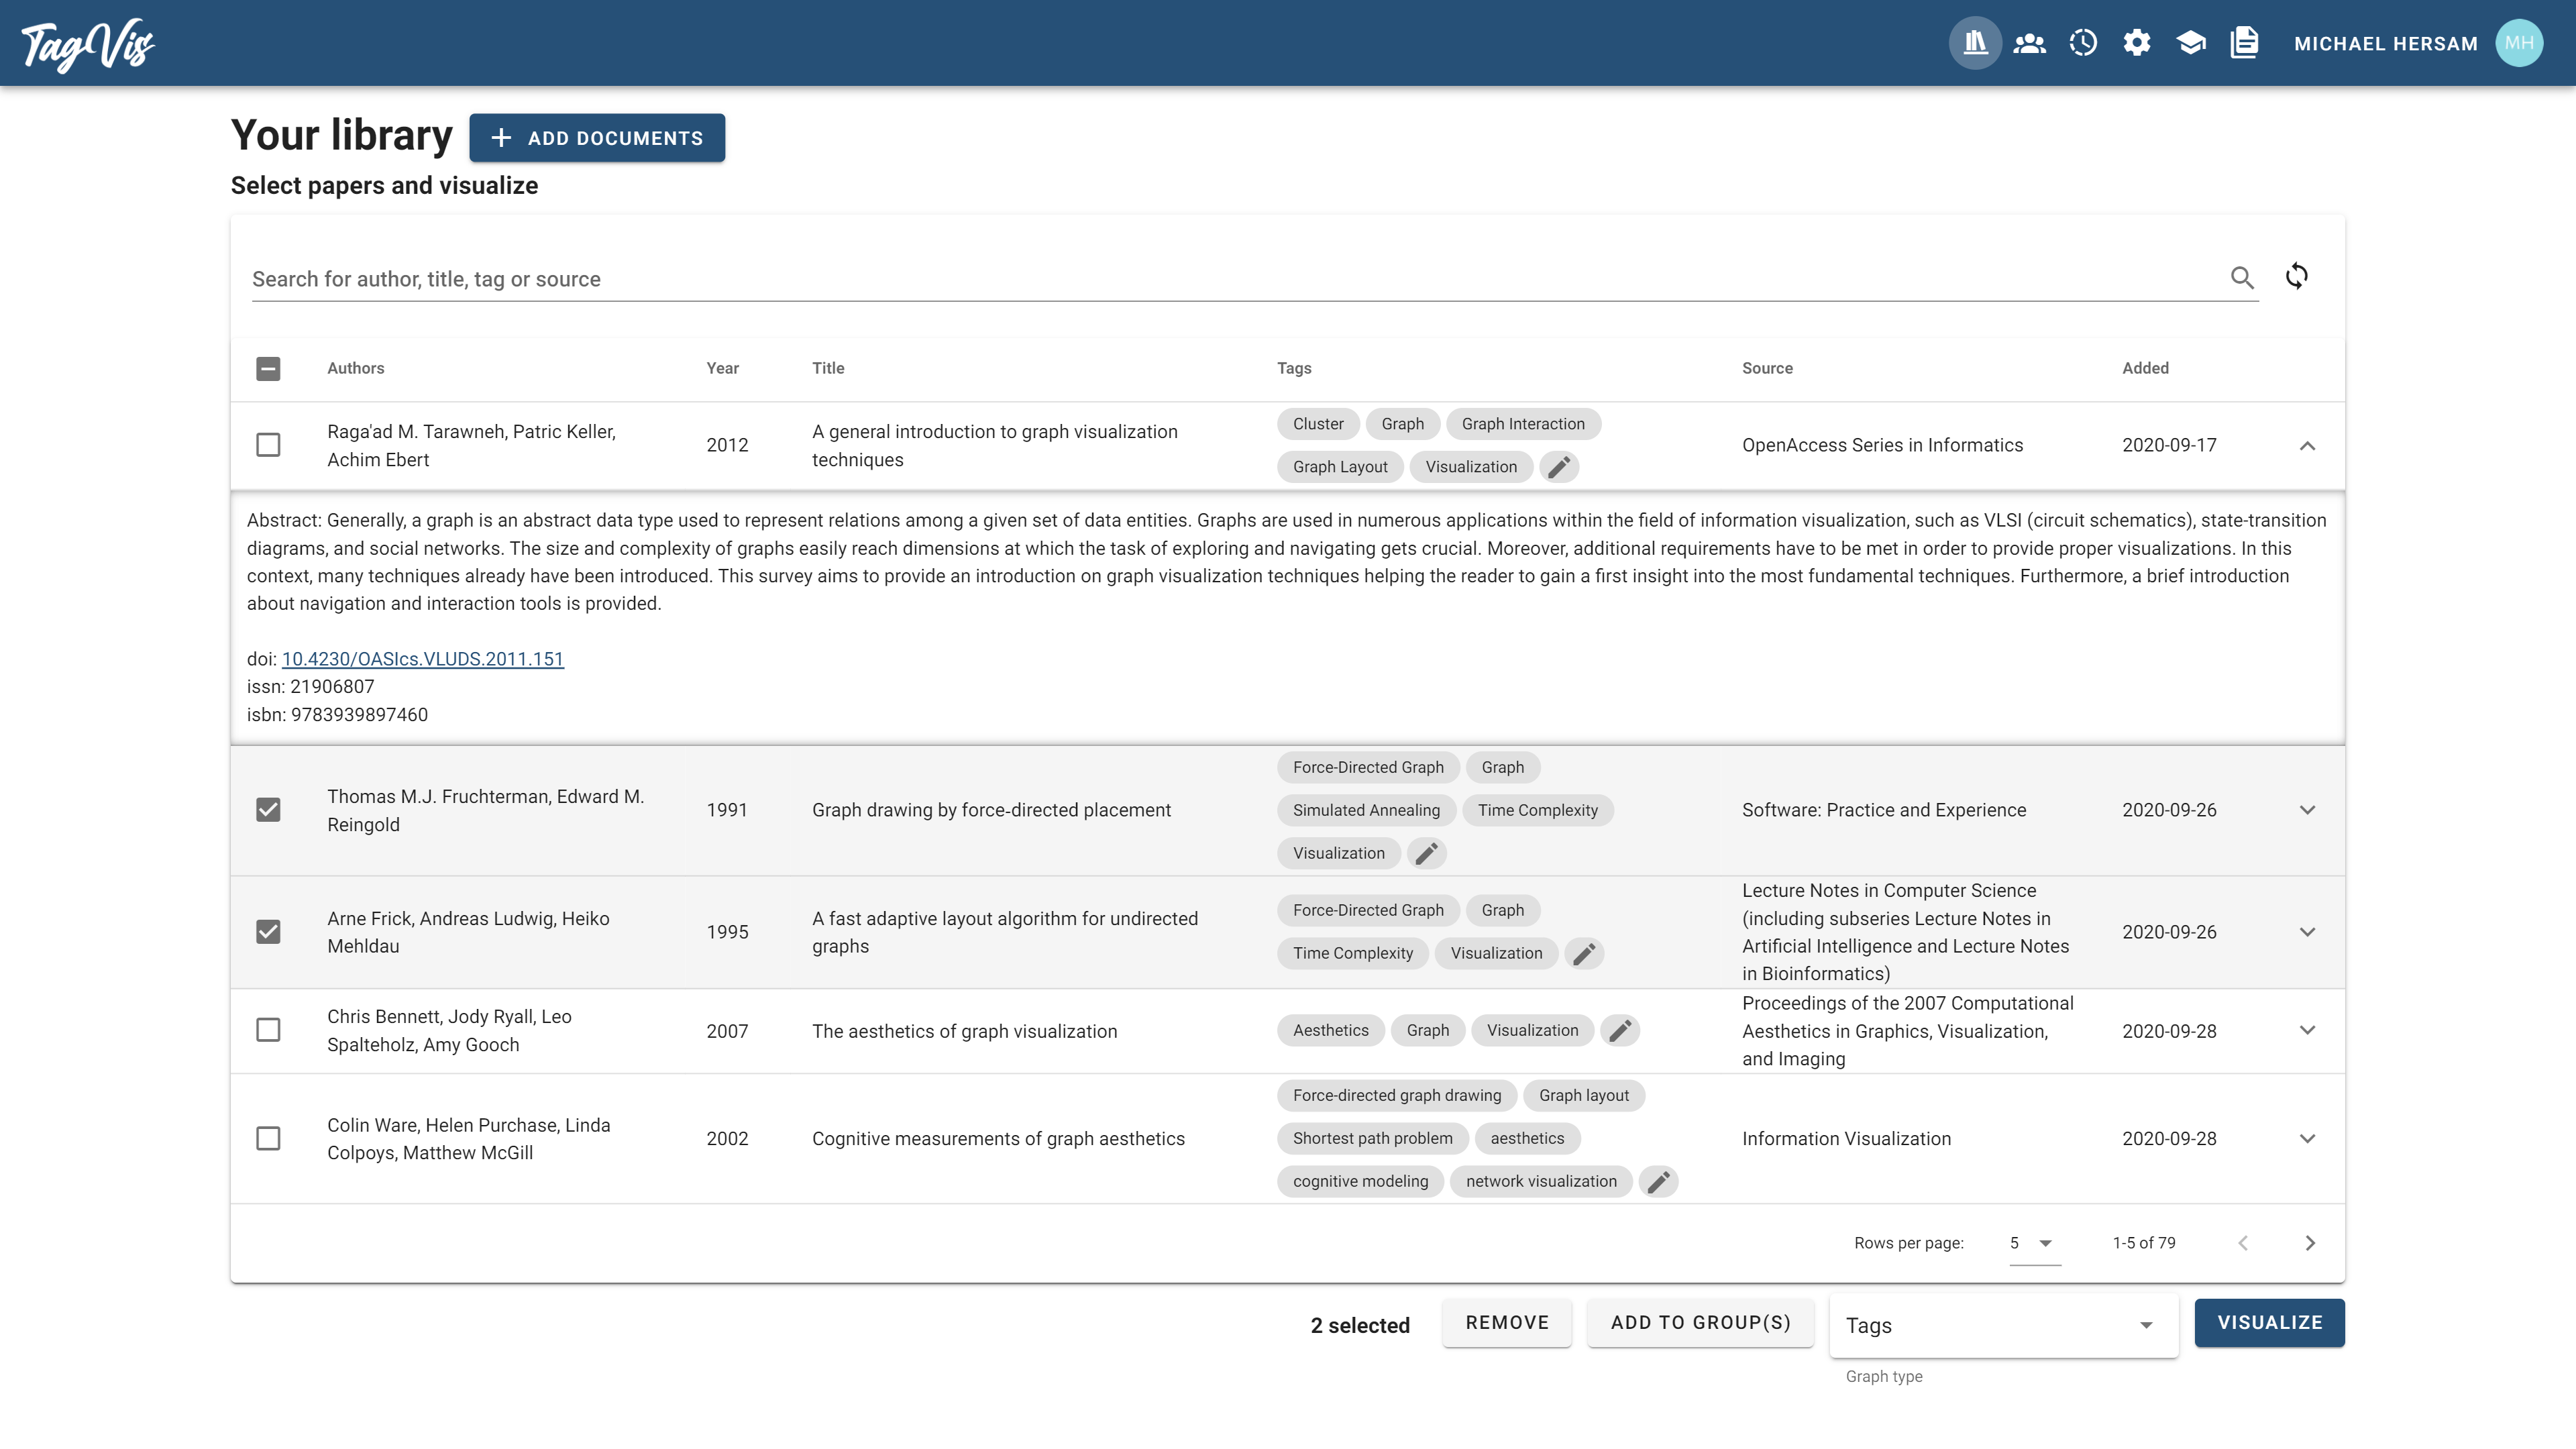 TagVis
MICHAEL HERSAM MH
Your library
ADD DOCUMENTS
Select papers and visualize
Search for author, title, tag or source
Authors Year Title Tags Source Added
Raga'ad M. Tarawneh, Patric Keller,
Achim Ebert
2012
A general introduction to graph visualization
techniques
Cluster Graph Graph Interaction
Graph Layout Visualization
OpenAccess Series in Informatics
2020-09-17
Abstract: Generally, a graph is an abstract data type used to represent relations among a given set of data entities. Graphs are used in numerous applications within the field of information visualization, such as VLSI (circuit schematics), state-transition
diagrams, and social networks. The size and complexity of graphs easily reach dimensions at which the task of exploring and navigating gets crucial. Moreover, additional requirements have to be met in order to provide proper visualizations. In this
context, many techniques already have been introduced. This survey aims to provide an introduction on graph visualization techniques helping the reader to gain a first insight into the most fundamental techniques. Furthermore, a brief introduction
about navigation and interaction tools is provided.
doi: 10.4230/OASIcs.VLUDS.2011.151
issn: 21906807
isbn: 9783939897460
Thomas M.J. Fruchterman, Edward M.
Reingold
1991
Graph drawing by force-directed placement
Force-Directed Graph Graph
Simulated Annealing Time Complexity
Visualization
Software: Practice and Experience
2020-09-26
Arne Frick, Andreas Ludwig, Heiko
Mehldau
1995
A fast adaptive layout algorithm for undirected
graphs
Force-Directed Graph Graph
Time Complexity Visualization
Lecture Notes in Computer Science
(including subseries Lecture Notes in
Artificial Intelligence and Lecture Notes
in Bioinformatics)
2020-09-26
Chris Bennett, Jody Ryall, Leo
Spalteholz, Amy Gooch
2007
The aesthetics of graph visualization
Aesthetics Graph Visualization
Proceedings of the 2007 Computational
Aesthetics in Graphics, Visualization,
and Imaging
2020-09-28
Colin Ware, Helen Purchase, Linda
Colpoys, Matthew McGill
2002
Cognitive measurements of graph aesthetics
Force-directed graph drawing Graph layout
Shortest path problem aesthetics
cognitive modeling network visualization
Information Visualization
2020-09-28
Rows per page: 5 1-5 of 79
2 selected REMOVE ADD TO GROUP(S) Tags VISUALIZE
Graph type